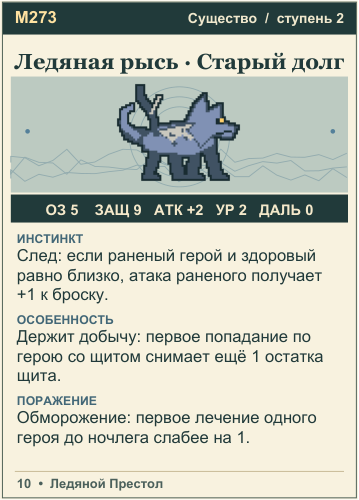 M273
Существо / ступень 2
Ледяная рысь · Старый долг
ОЗ 5 ЗАЩ 9 АТК +2 УР 2 ДАЛЬ 0
ИНСТИНКТ
След: если раненый герой и здоровый
равно близко, атака раненого получает
+1 к броску.
ОСОБЕННОСТЬ
Держит добычу: первое попадание по
герою со щитом снимает ещё 1 остатка
щита.
ПОРАЖЕНИЕ
Обморожение: первое лечение одного
героя до ночлега слабее на 1.
10 • Ледяной Престол